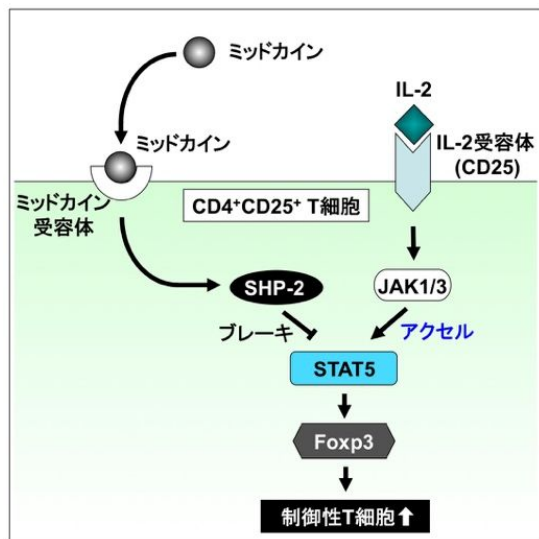 ミッドカイン
ミッドカイン
ミッドカイン
受容体
IL-2
IL-2受容体
(CD25)
CD4⁺CD25⁺ T細胞
SHP-2
JAK1/3
ブレーキ
アクセル
STAT5
Foxp3
制御性T細胞⬆